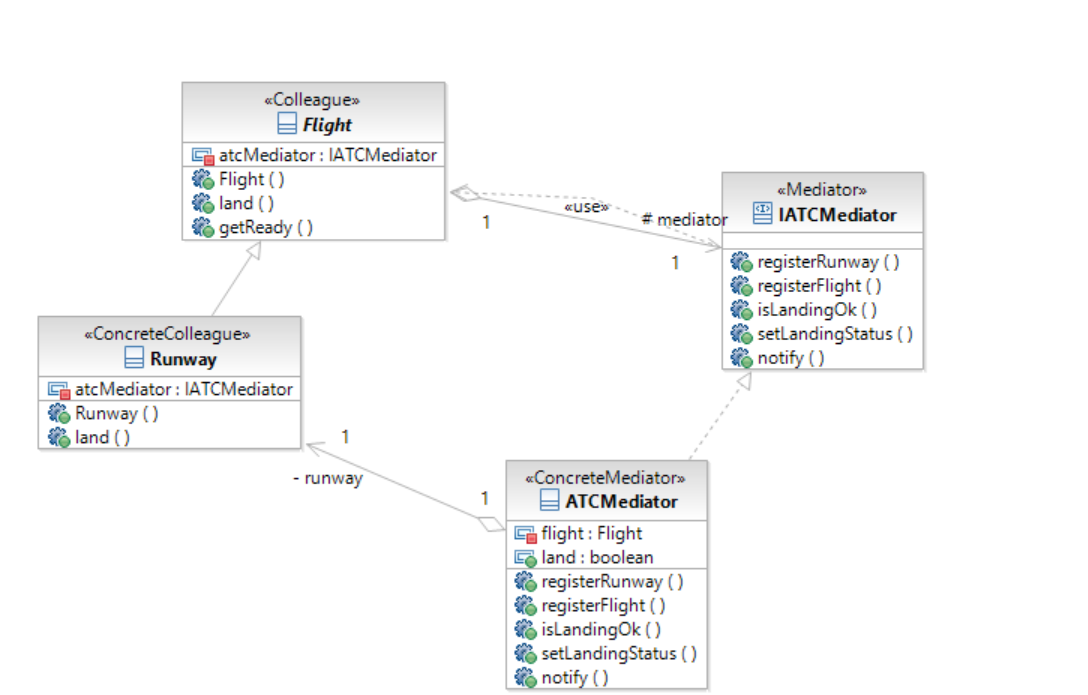 «Colleague»
Flight
atcMediator : IATCMediator
Flight ( )
land ( )
getReady ( )
«use»
# mediator
1
1
«Mediator»
IATCMediator
registerRunway ( )
registerFlight ( )
isLandingOk ( )
setLandingStatus ( )
notify ( )
«ConcreteColleague»
Runway
atcMediator : IATCMediator
Runway ( )
land ( )
1
- runway
1
«ConcreteMediator»
ATCMediator
flight : Flight
land : boolean
registerRunway ( )
registerFlight ( )
isLandingOk ( )
setLandingStatus ( )
notify ( )